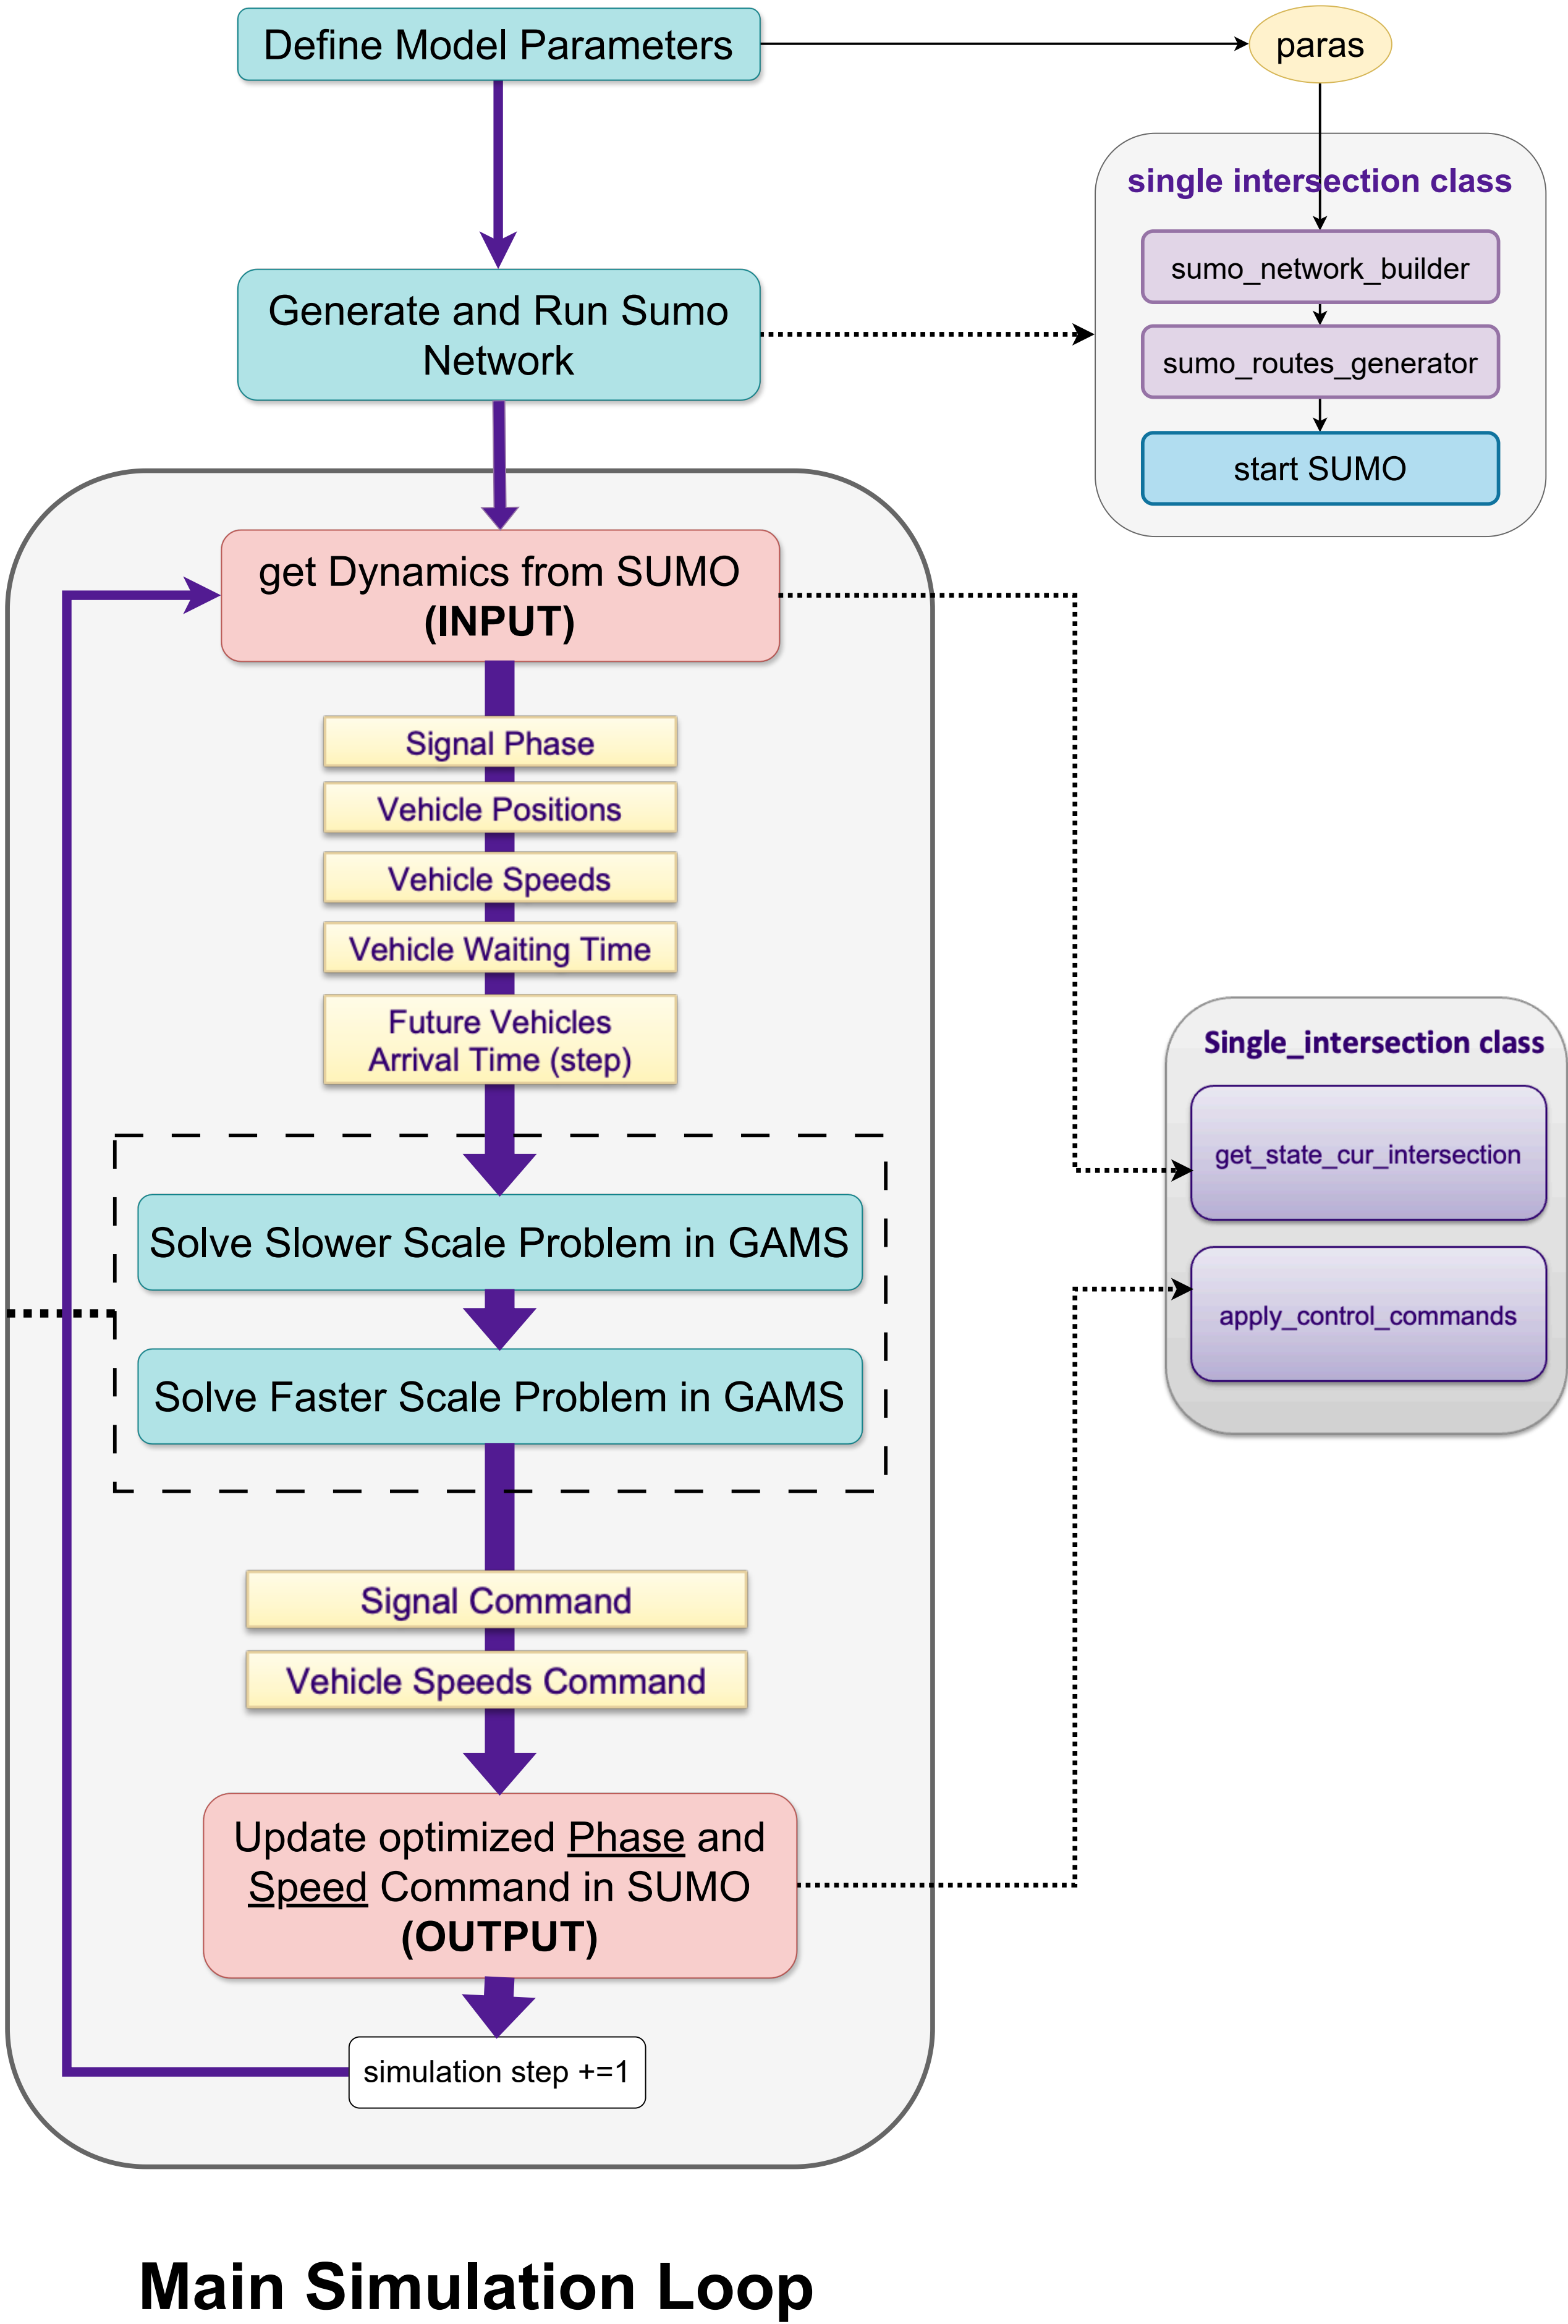 Define Model Parameters
paras
single intersection class
sumo_network_builder
sumo_routes_generator
start SUMO
Generate and Run Sumo
Network
get Dynamics from SUMO
(INPUT)
Signal Phase
Vehicle Positions
Vehicle Speeds
Vehicle Waiting Time
Future Vehicles
Arrival Time (step)
Single_intersection class
get_state_cur_intersection
apply_control_commands
Solve Slower Scale Problem in GAMS
Solve Faster Scale Problem in GAMS
Signal Command
Vehicle Speeds Command
Update optimized Phase and
Speed Command in SUMO
(OUTPUT)
simulation step +=1
Main Simulation Loop